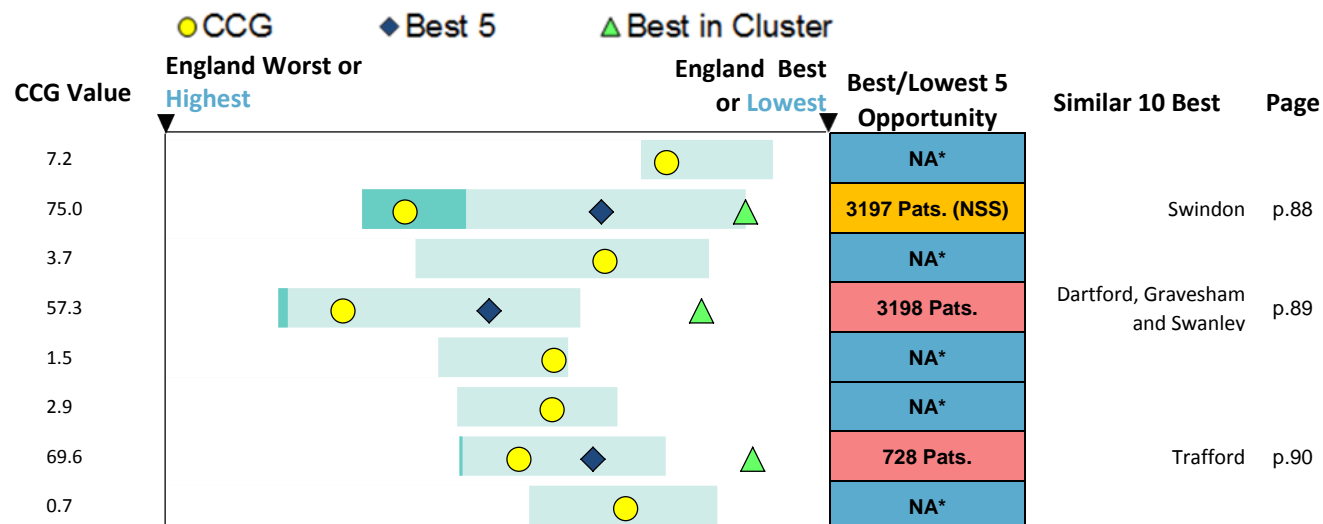 CCG Best 5 Best in Cluster
CCG Value
England Worst or
Highest
England Best
or Lowest
Best/Lowest 5
Opportunity
Similar 10 Best
Page
7.2 NA*
75.0 3197 Pats. (NSS) Swindon p.88
3.7 NA*
57.3 3198 Pats. Dartford, Gravesham
and Swanley p.89
1.5 NA*
2.9 NA*
69.6 728 Pats. Trafford p.90
0.7 NA*